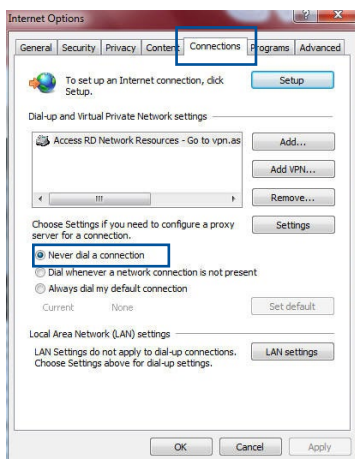 Internet Options
General Security Privacy Content Connections Programs Advanced
To set up an Internet connection, click Setup.
Setup
Dial-up and Virtual Private Network settings
Access RD Network Resources - Go to vpn.as
Add...
Add VPN...
Remove...
Choose Settings if you need to configure a proxy
server for a connection.
Settings
Never dial a connection
Dial whenever a network connection is not present
Always dial my default connection
Current None
Set default
Local Area Network (LAN) settings
LAN Settings do not apply to dial-up connections.
Choose Settings above for dial-up settings.
LAN settings
OK Cancel Apply